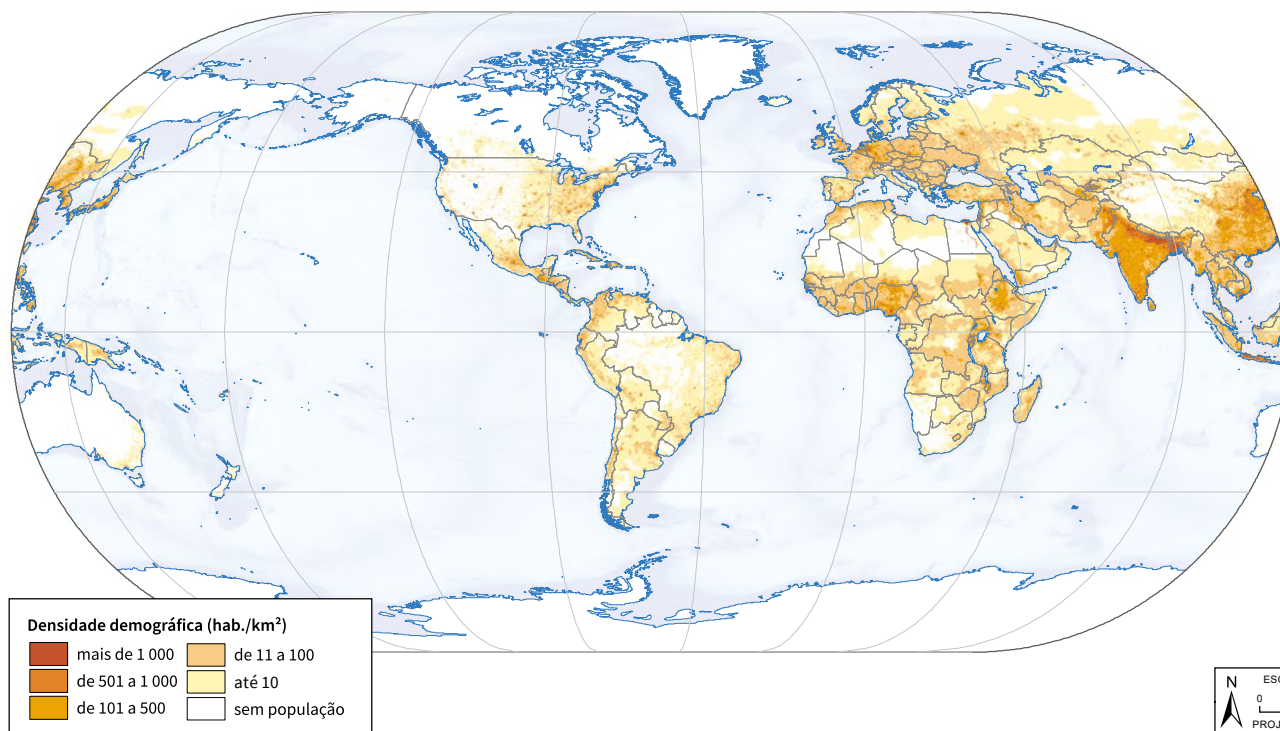 Densidade demográfica (hab./km²)
mais de 1 000
de 501 a 1 000
de 101 a 500
de 11 a 100
até 10
sem população
N
0